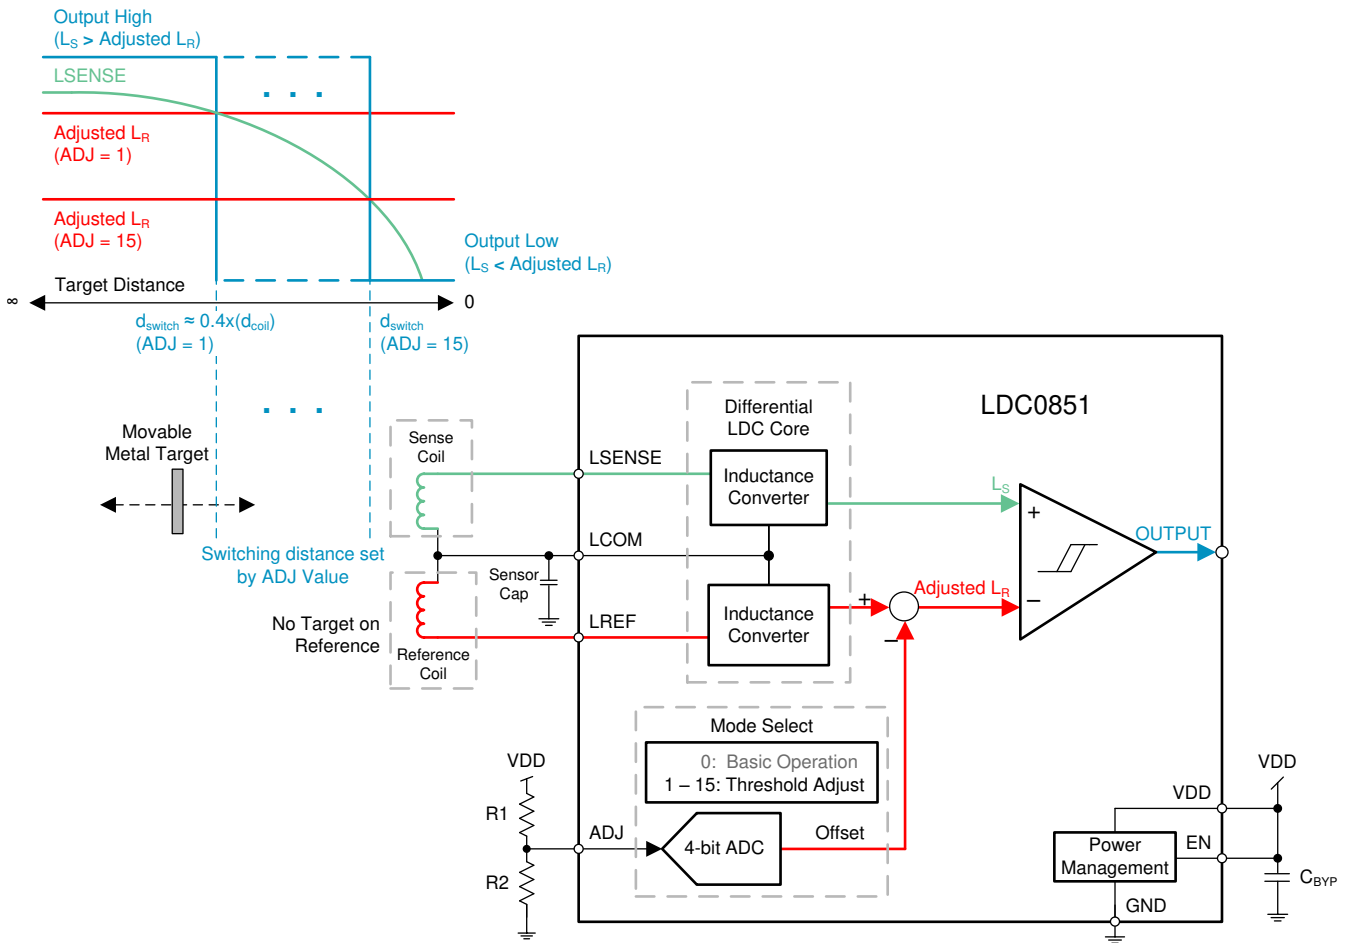 Output High
(LS > Adjusted LR)
LSENSE
. . .
Adjusted LR
(ADJ = 1)
Adjusted LR
(ADJ = 15)
Output Low
(LS < Adjusted LR)
Target Distance
∞
0
dswitch ≈ 0.4x(dcoil)
(ADJ = 1)
dswitch
(ADJ = 15)
. . .
Movable
Metal Target
Switching distance set
by ADJ Value
Sense
Coil
Sensor
Cap
No Target on
Reference
Reference
Coil
LSENSE
LCOM
LREF
Differential
LDC Core
Inductance
Converter
Inductance
Converter
LDC0851
LS
+
−
OUTPUT
Adjusted LR
+
−
Mode Select
0: Basic Operation
1 – 15: Threshold Adjust
VDD
R1
R2
ADJ
4-bit ADC
Offset
VDD
VDD
EN
Power
Management
GND
CBYP